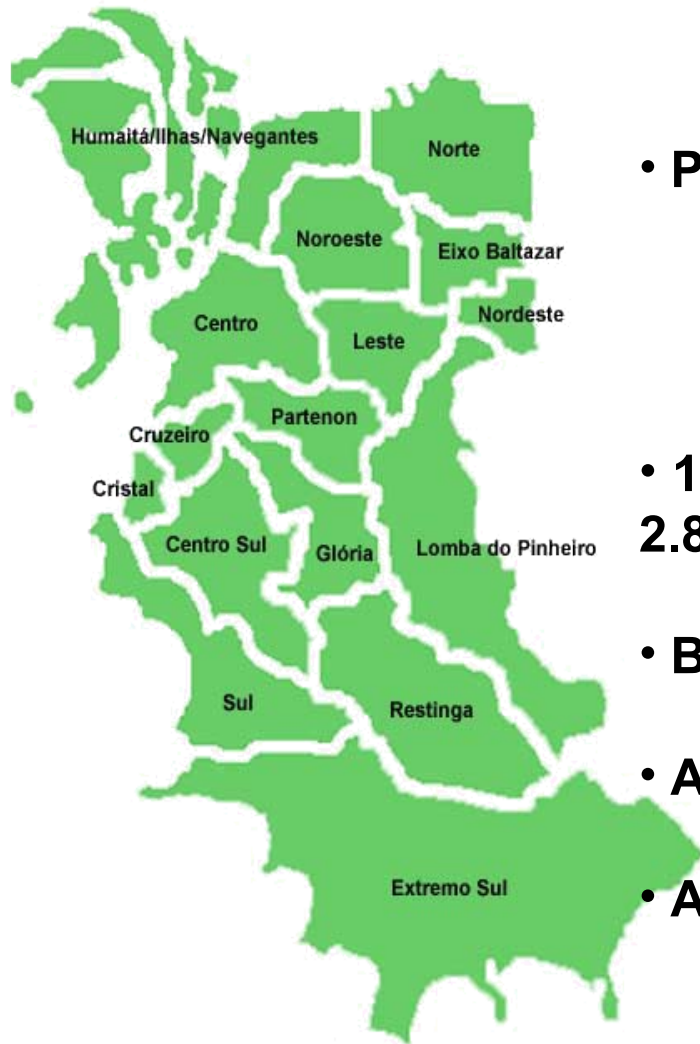 Humaitá/Ilhas/Navegantes
Norte
Noroeste
Eixo Baltazar
Nordeste
Centro
Leste
Partenon
Cruzeiro
Cristal
Centro Sul
Glória
Lomba do Pinheiro
Sul
Restinga
Extremo Sul
• P
• 1
2.8
• B
• A
• A